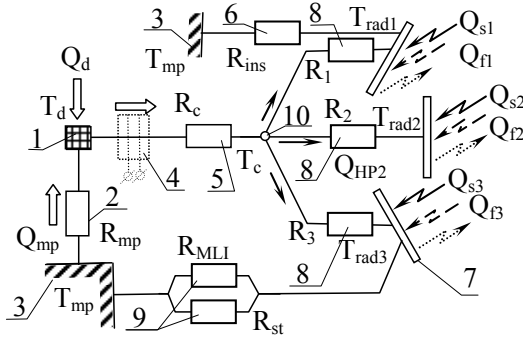 3 6 8 T_rad1 Q_s1
Q_d T_mp R_ins R_1 Q_f1
T_d R_c 10 R_2 T_rad2 Q_s2
1 Q_f2
T_c 8 Q_HP2
2 4 5
Q_mp R_mp R_3 Q_s3
R_MLI T_rad3 Q_f3
3 T_mp 8 7
9 R_st